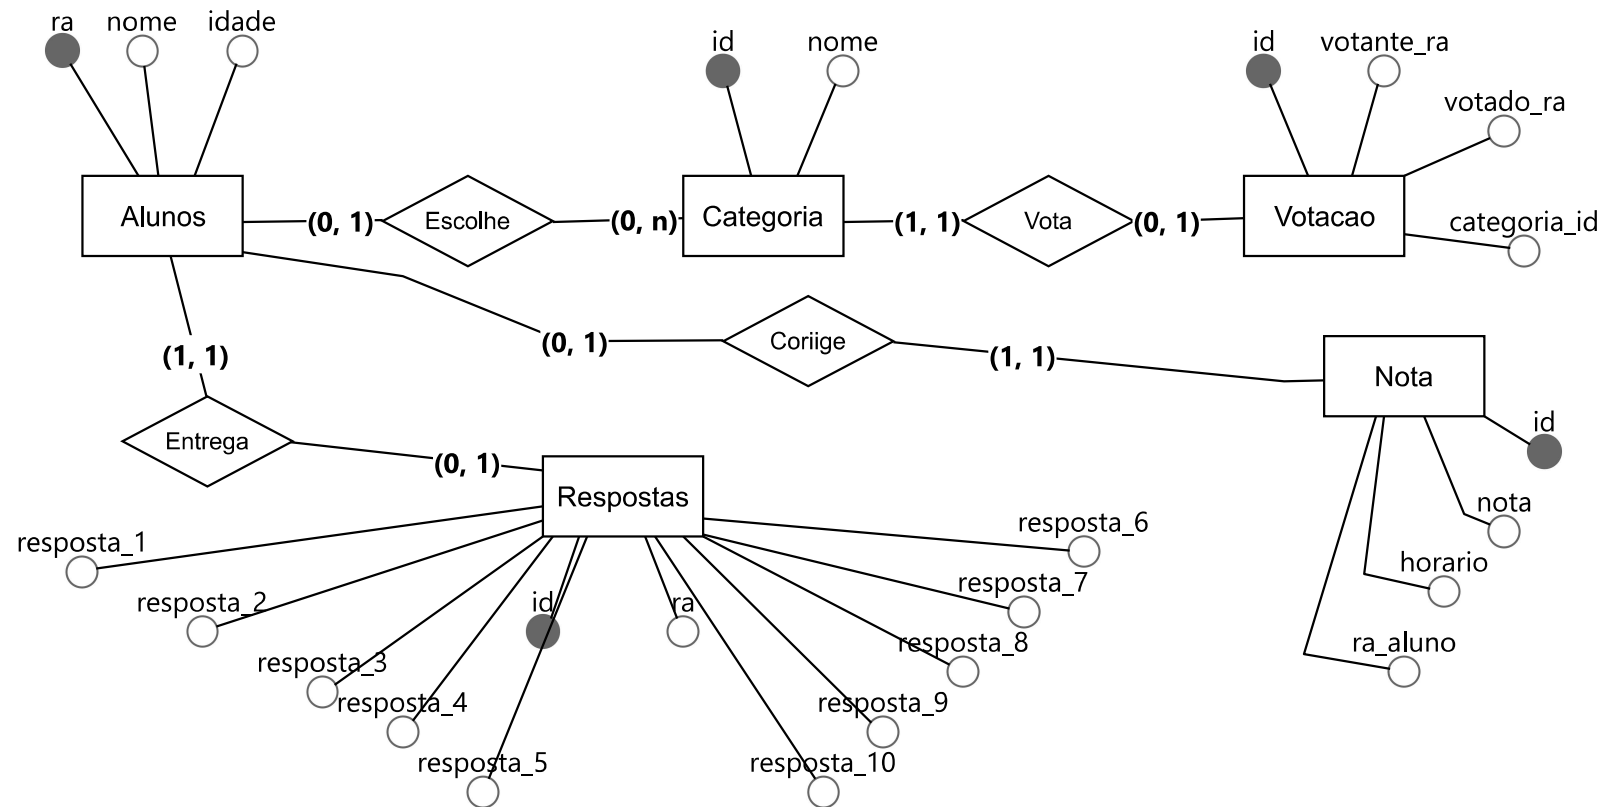 ra
nome
idade
id
nome
id
votante_ra
votado_ra
Alunos
(0, 1)
Escolhe
(0, n)
Categoria
(1, 1)
Vota
(0, 1)
Votacao
categoria_id
(1, 1)
(0, 1)
Coriige
(1, 1)
Nota
Entrega
(0, 1)
Respostas
id
nota
horario
ra_aluno
resposta_1
resposta_2
resposta_3
resposta_4
resposta_5
id
ra
resposta_6
resposta_7
resposta_8
resposta_9
resposta_10